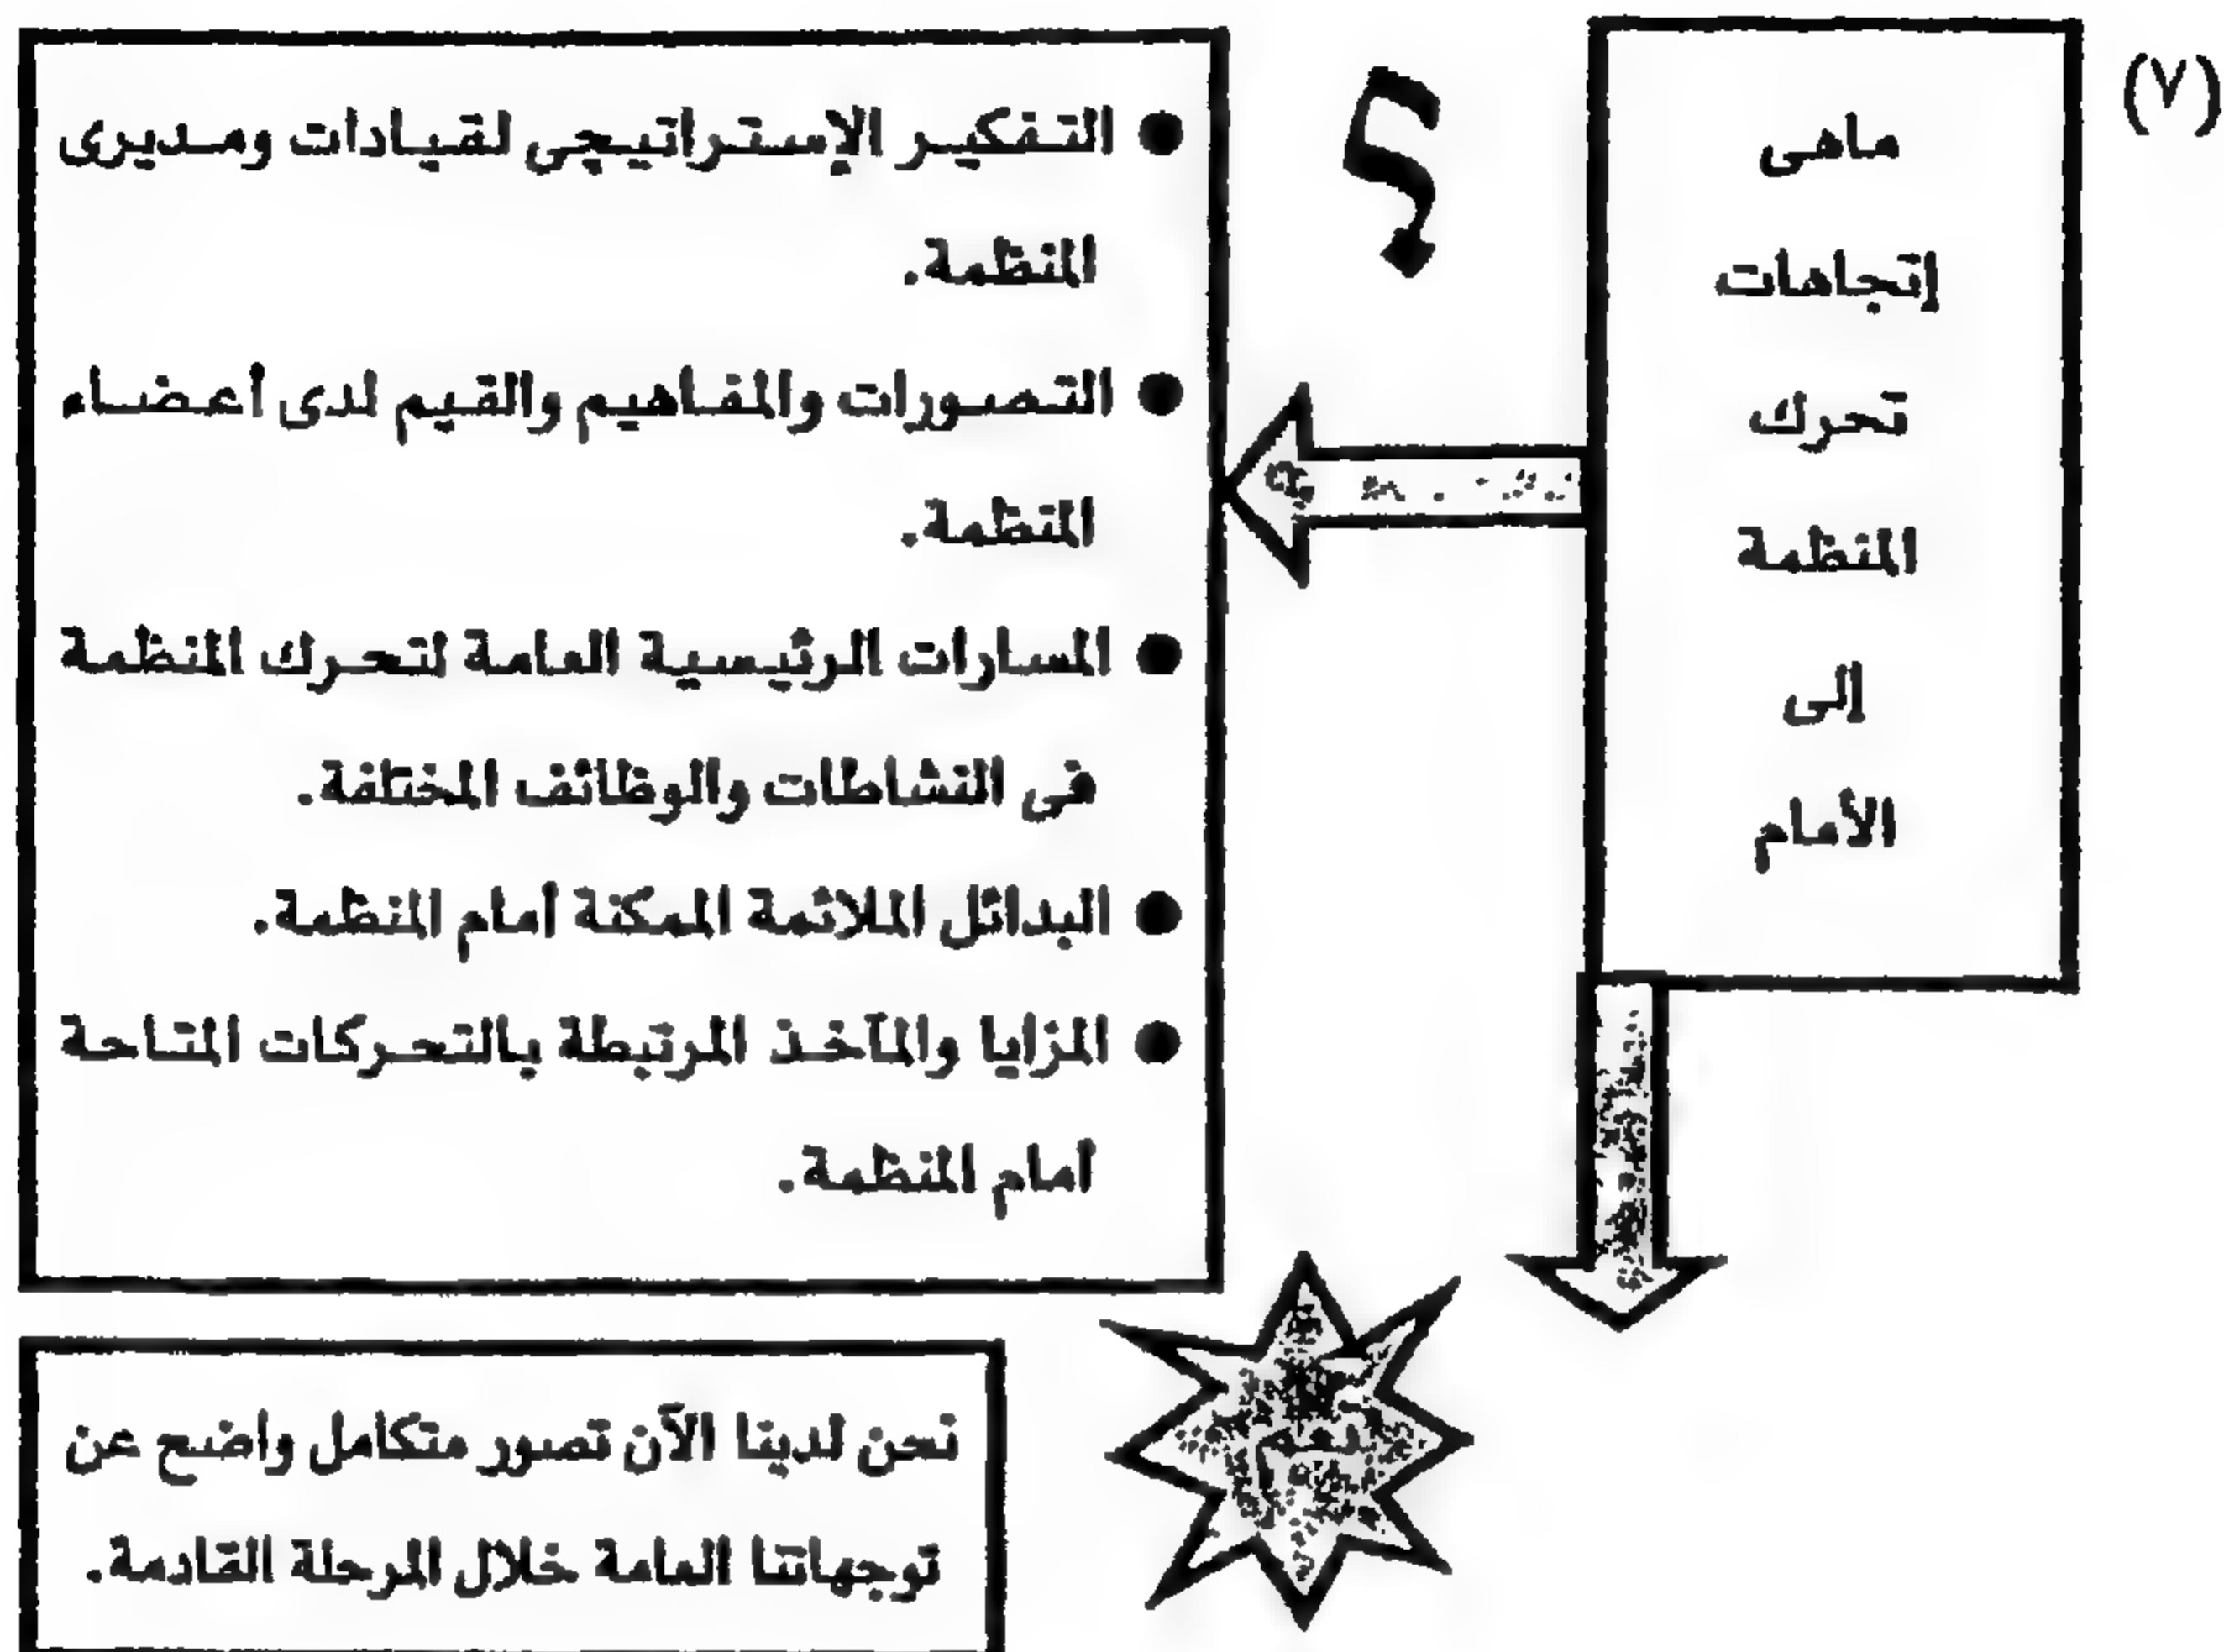 (٧)
ماهى
إتجاهات
تحرك
المنظمة
إلى
الأمام
؟
● التفكير الإستراتيجى لقيادات ومديرى
المنظمة.
● التصورات والمفاهيم والقيم لدى أعضاء
المنظمة.
● المسارات الرئيسية العامة لتحرك المنظمة
فى النشاطات والوظائف المختلفة.
● البدائل الملائمة الممكنة أمام المنظمة.
● المزايا والمآخذ المرتبطة بالتحركات المتاحة
أمام المنظمة.
نحن لدينا الآن تصور متكامل واضح عن
توجهاتنا العامة خلال المرحلة القادمة.